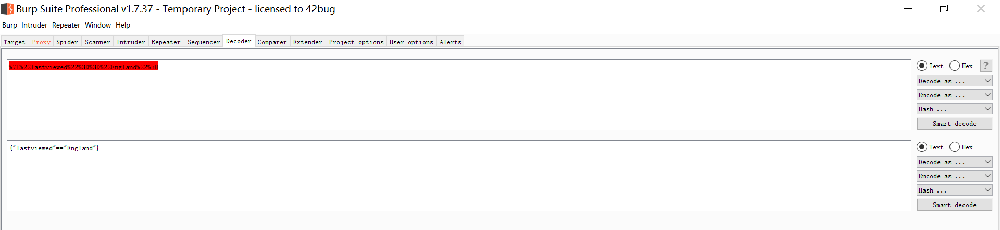 Burp Suite Professional v1.7.37 - Temporary Project - licensed to 42bug
Burp Intruder Repeater Window Help
Target Proxy Spider Scanner Intruder Repeater Sequencer Decoder Comparer Extender Project options User options Alerts
%7B%22lastviewed%22%3D%3D%22England%22%7D
Text Hex ?
Decode as ...
Encode as ...
Hash ...
Smart decode
{"lastviewed"=="England"}
Text Hex
Decode as ...
Encode as ...
Hash ...
Smart decode